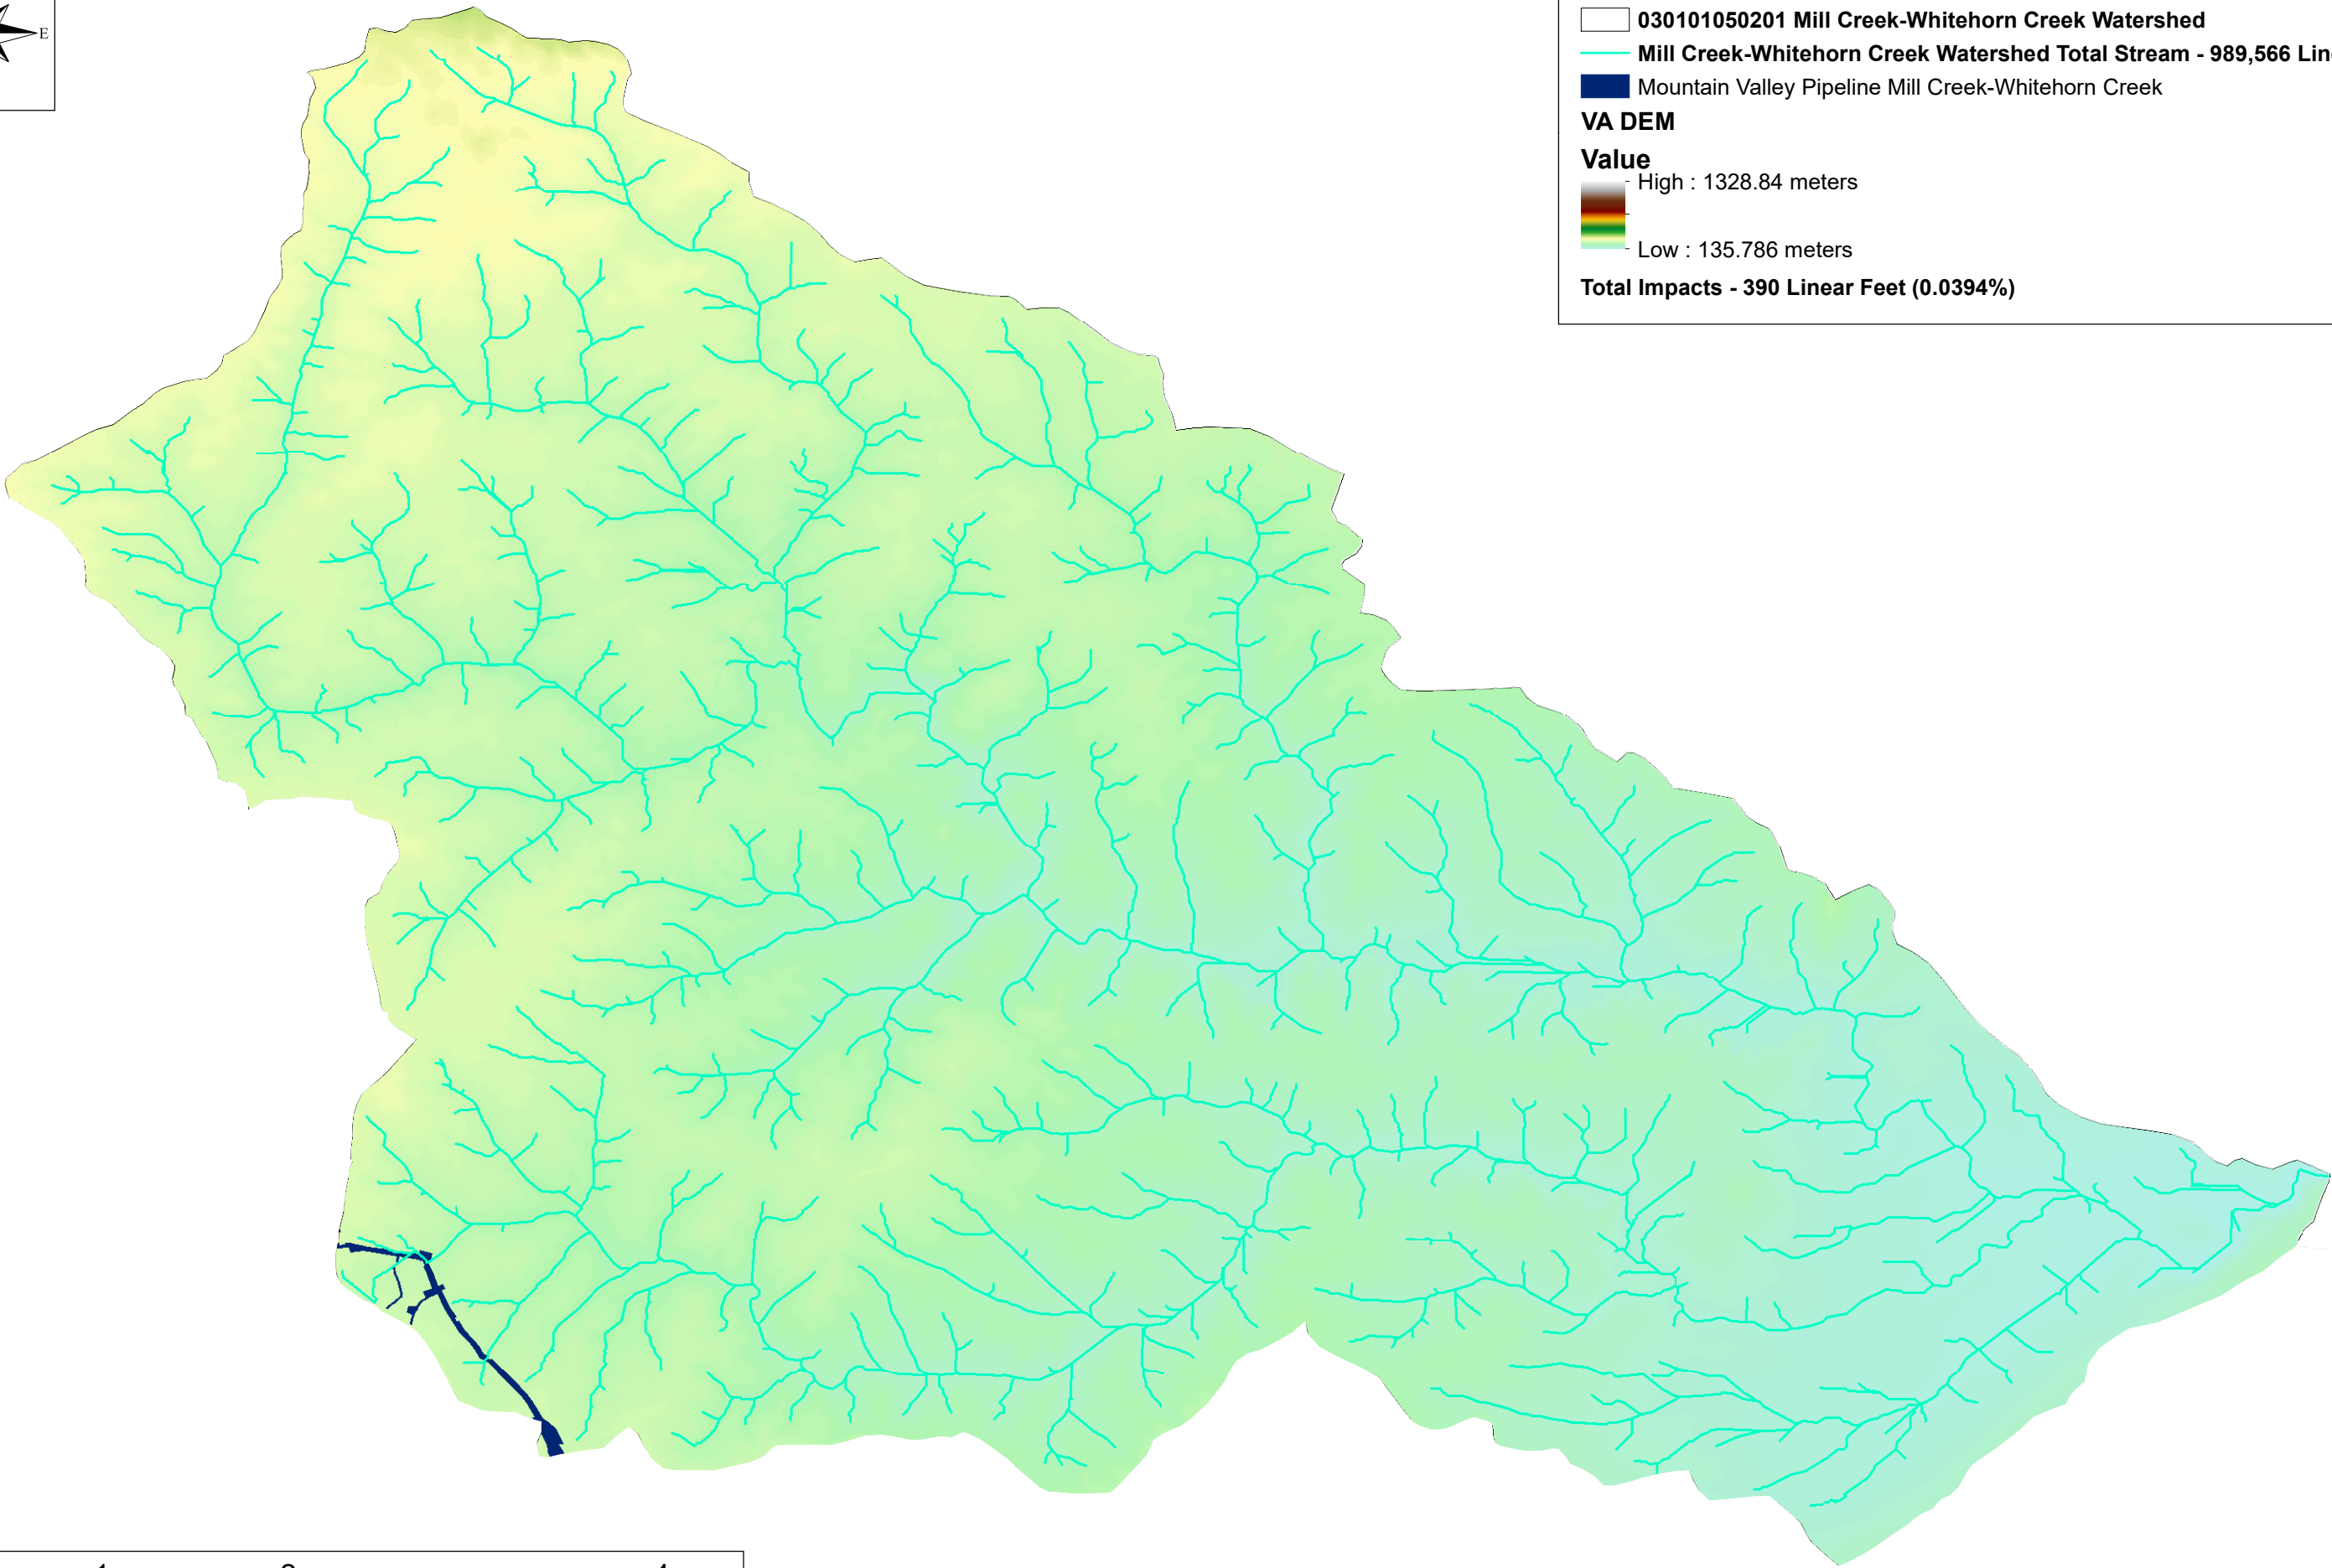 E
030101050201 Mill Creek-Whitehorn Creek Watershed
Mill Creek-Whitehorn Creek Watershed Total Stream - 989,566
Mountain Valley Pipeline Mill Creek-Whitehorn Creek
VA DEM
Value
High : 1328.84 meters
Low : 135.786 meters
Total Impacts - 390 Linear Feet (0.0394%)